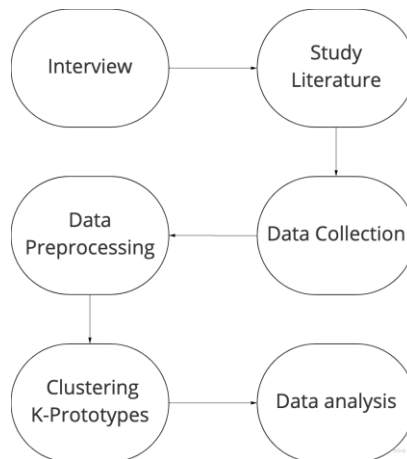 Interview
Study
Literature
Data Collection
Data
Preprocessing
Clustering
K-Prototypes
Data analysis